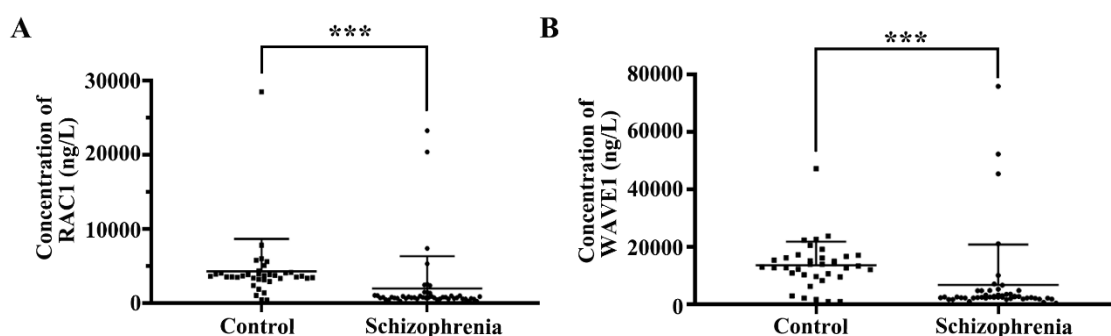 A
***
Concentration of
RAC1 (ng/L)
30000
20000
10000
0
Control
Schizophrenia
B
***
Concentration of
WAVE1 (ng/L)
80000
60000
40000
20000
0
Control
Schizophrenia